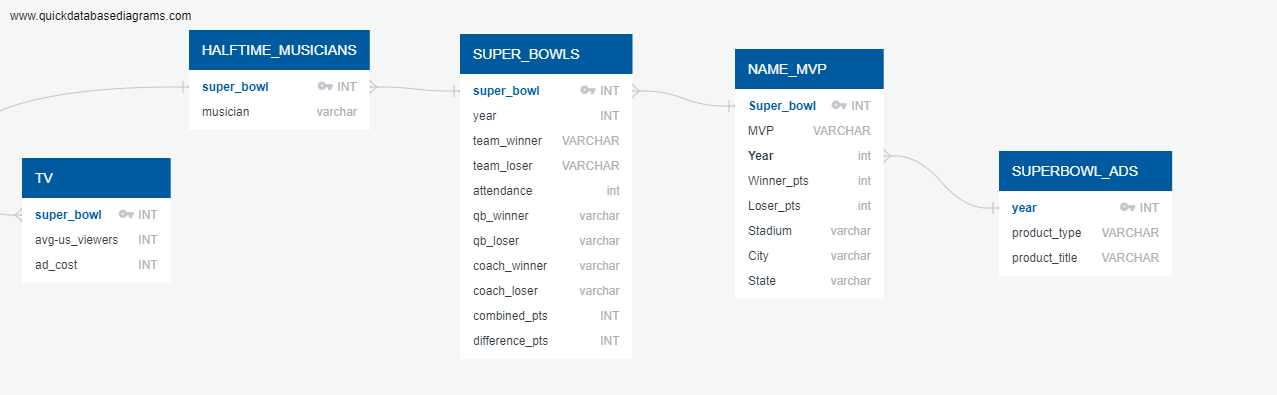 www.quickdatabasediagrams.com
HALFTIME_MUSICIANS
super_bowl INT
musician varchar
TV
super_bowl INT
avg-us_viewers INT
ad_cost INT
SUPER_BOWLS
super_bowl INT
year INT
team_winner VARCHAR
team_loser VARCHAR
attendance int
qb_winner varchar
qb_loser varchar
coach_winner varchar
coach_loser varchar
combined_pts INT
difference_pts INT
NAME_MVP
Super_bowl INT
MVP VARCHAR
Year int
Winner_pts int
Loser_pts int
Stadium varchar
City varchar
State varchar
SUPERBOWL_ADS
year INT
product_type VARCHAR
product_title VARCHAR